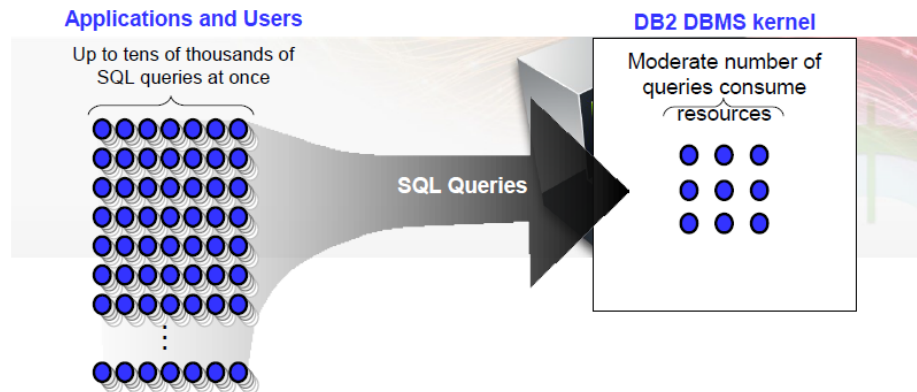 Applications and Users
Up to tens of thousands of
SQL queries at once
SQL Queries
DB2 DBMS kernel
Moderate number of
queries consume
resources